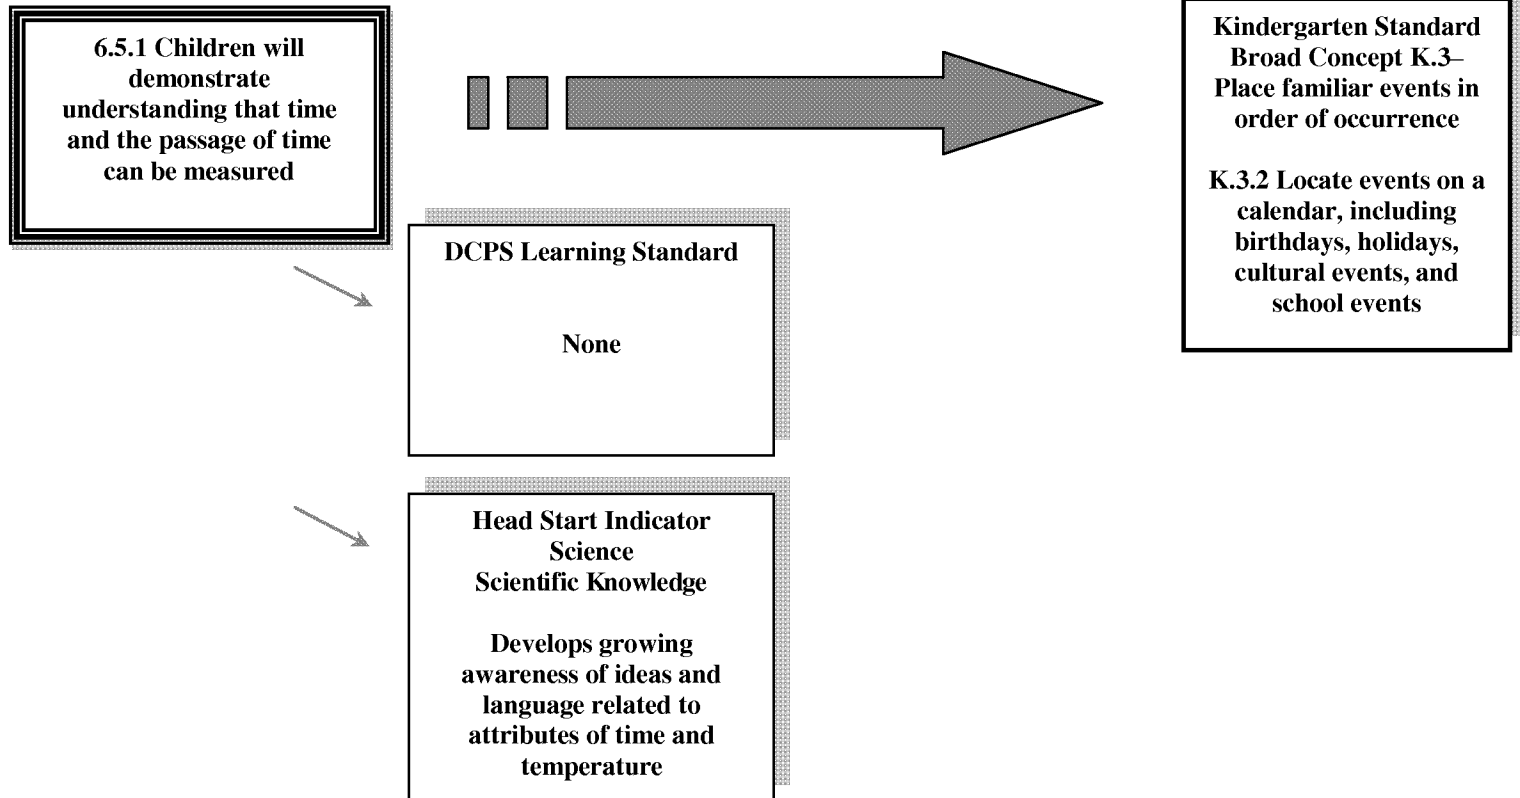 6.5.1 Children will
demonstrate
understanding that time
and the passage of time
can be measured
Kindergarten Standard
Broad Concept K.3–
Place familiar events in
order of occurrence
K.3.2 Locate events on a
calendar, including
birthdays, holidays,
cultural events, and
school events
DCPS Learning Standard
None
Head Start Indicator
Science
Scientific Knowledge
Develops growing
awareness of ideas and
language related to
attributes of time and
temperature